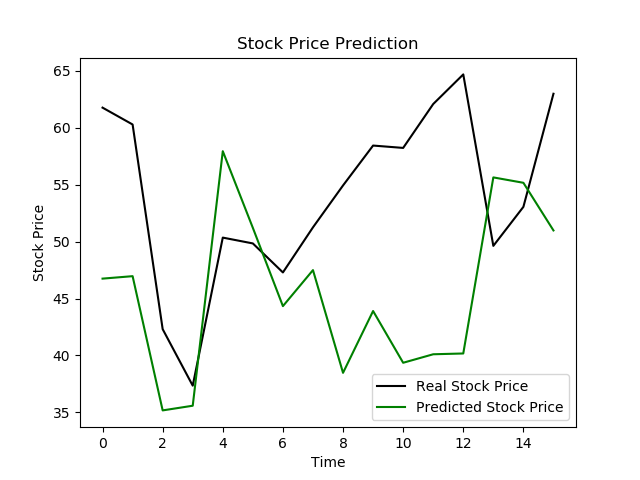 Stock Price Prediction
Stock Price
65
60
55
50
45
40
35
Real Stock Price
Predicted Stock Price
0 2 4 6 8 10 12 14
Time